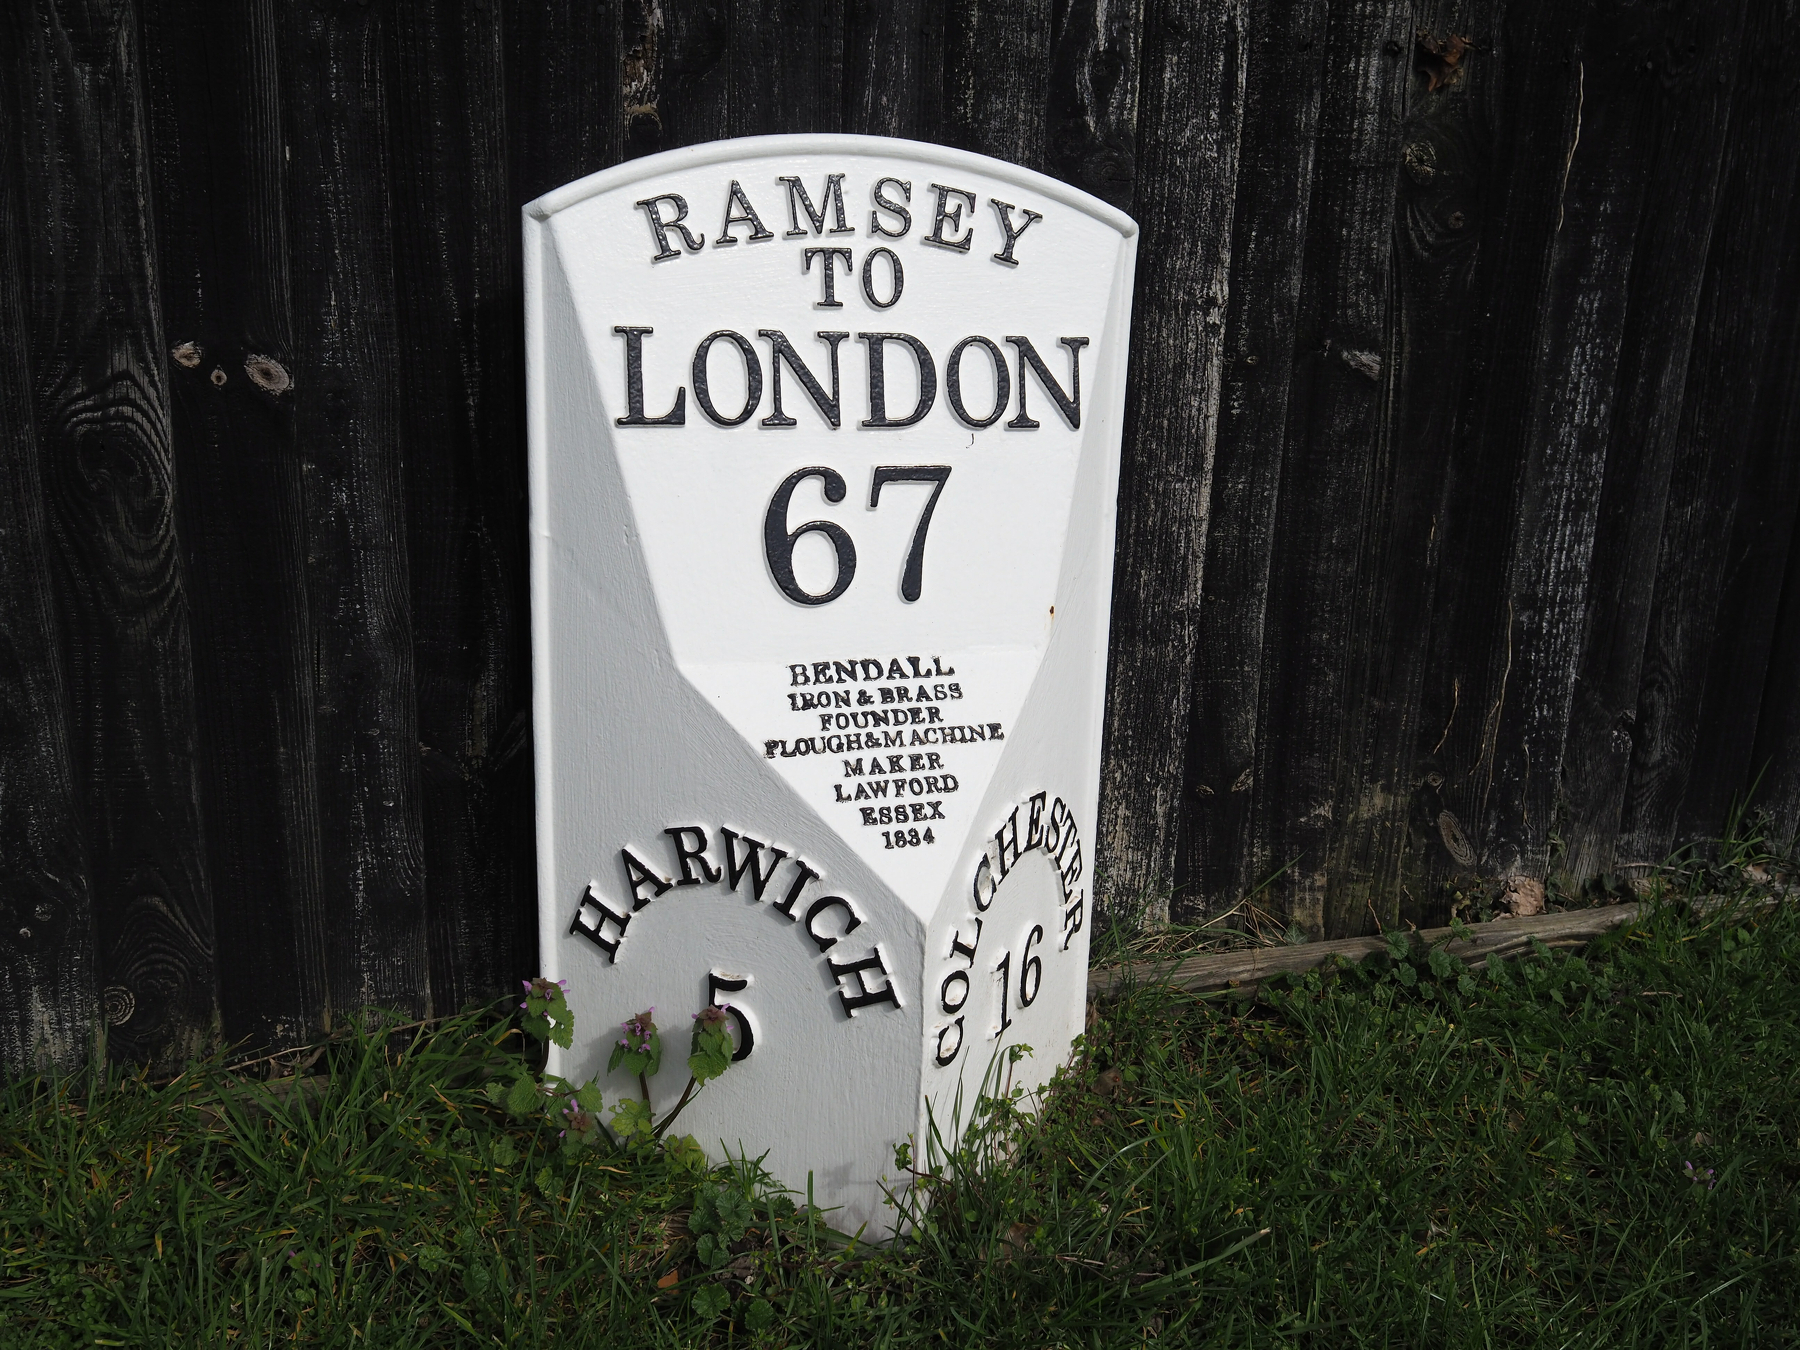 RAMSEY
TO
LONDON
67
BENDALL
IRON & BRASS
FOUNDER
PLOUGH & MACHINE
MAKER
LAWFORD
ESSEX
1834
HARWICH
5
COLCHESTER
16